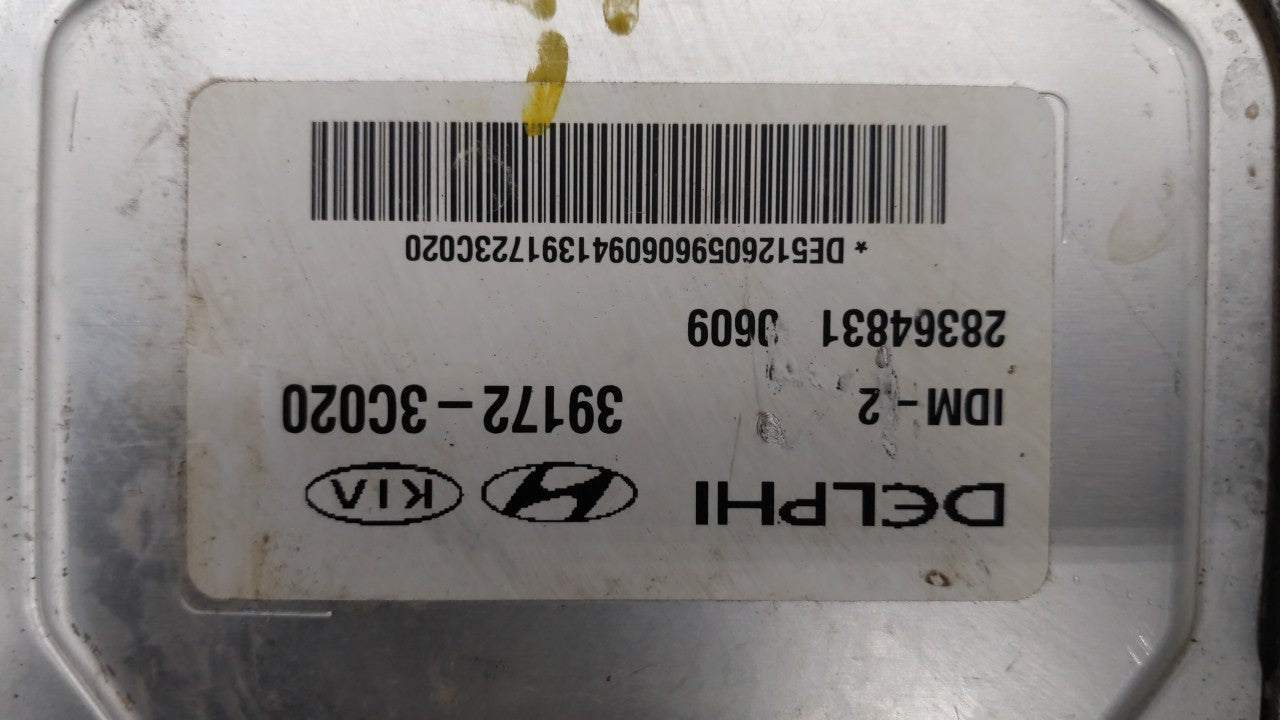 DELPHI KIA
IDM - 2 39172 - 3C020
28364831 0609
* DE51260596060941391723C020